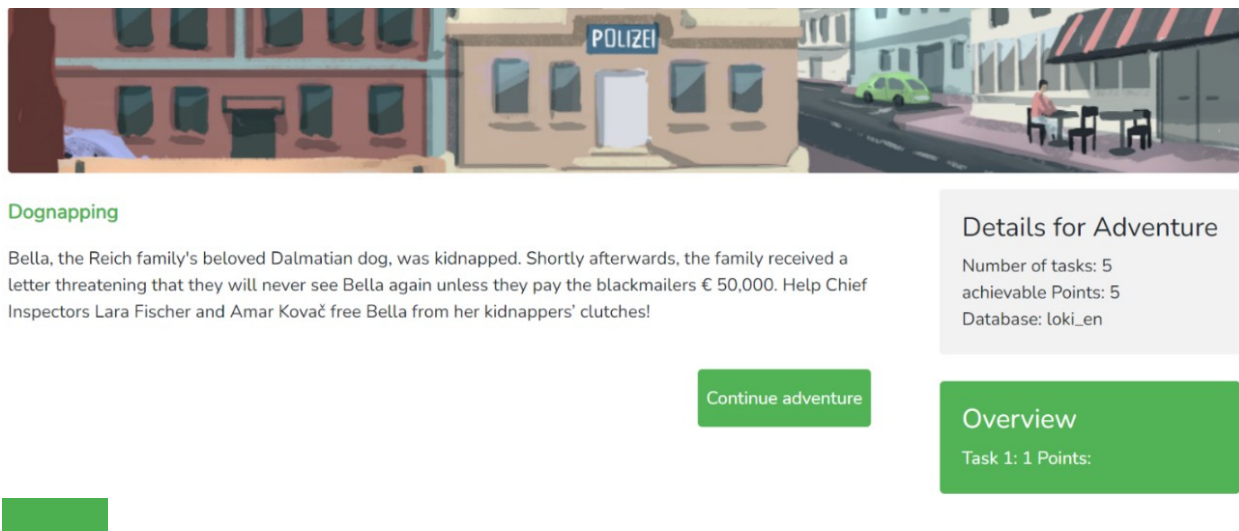 POLIZEI
Dognapping
Bella, the Reich family's beloved Dalmatian dog, was kidnapped. Shortly afterwards, the family received a
letter threatening that they will never see Bella again unless they pay the blackmailers € 50,000. Help Chief
Inspectors Lara Fischer and Amar Kovač free Bella from her kidnappers’ clutches!
Continue adventure
Details for Adventure
Number of tasks: 5
achievable Points: 5
Database: loki_en
Overview
Task 1: 1 Points: